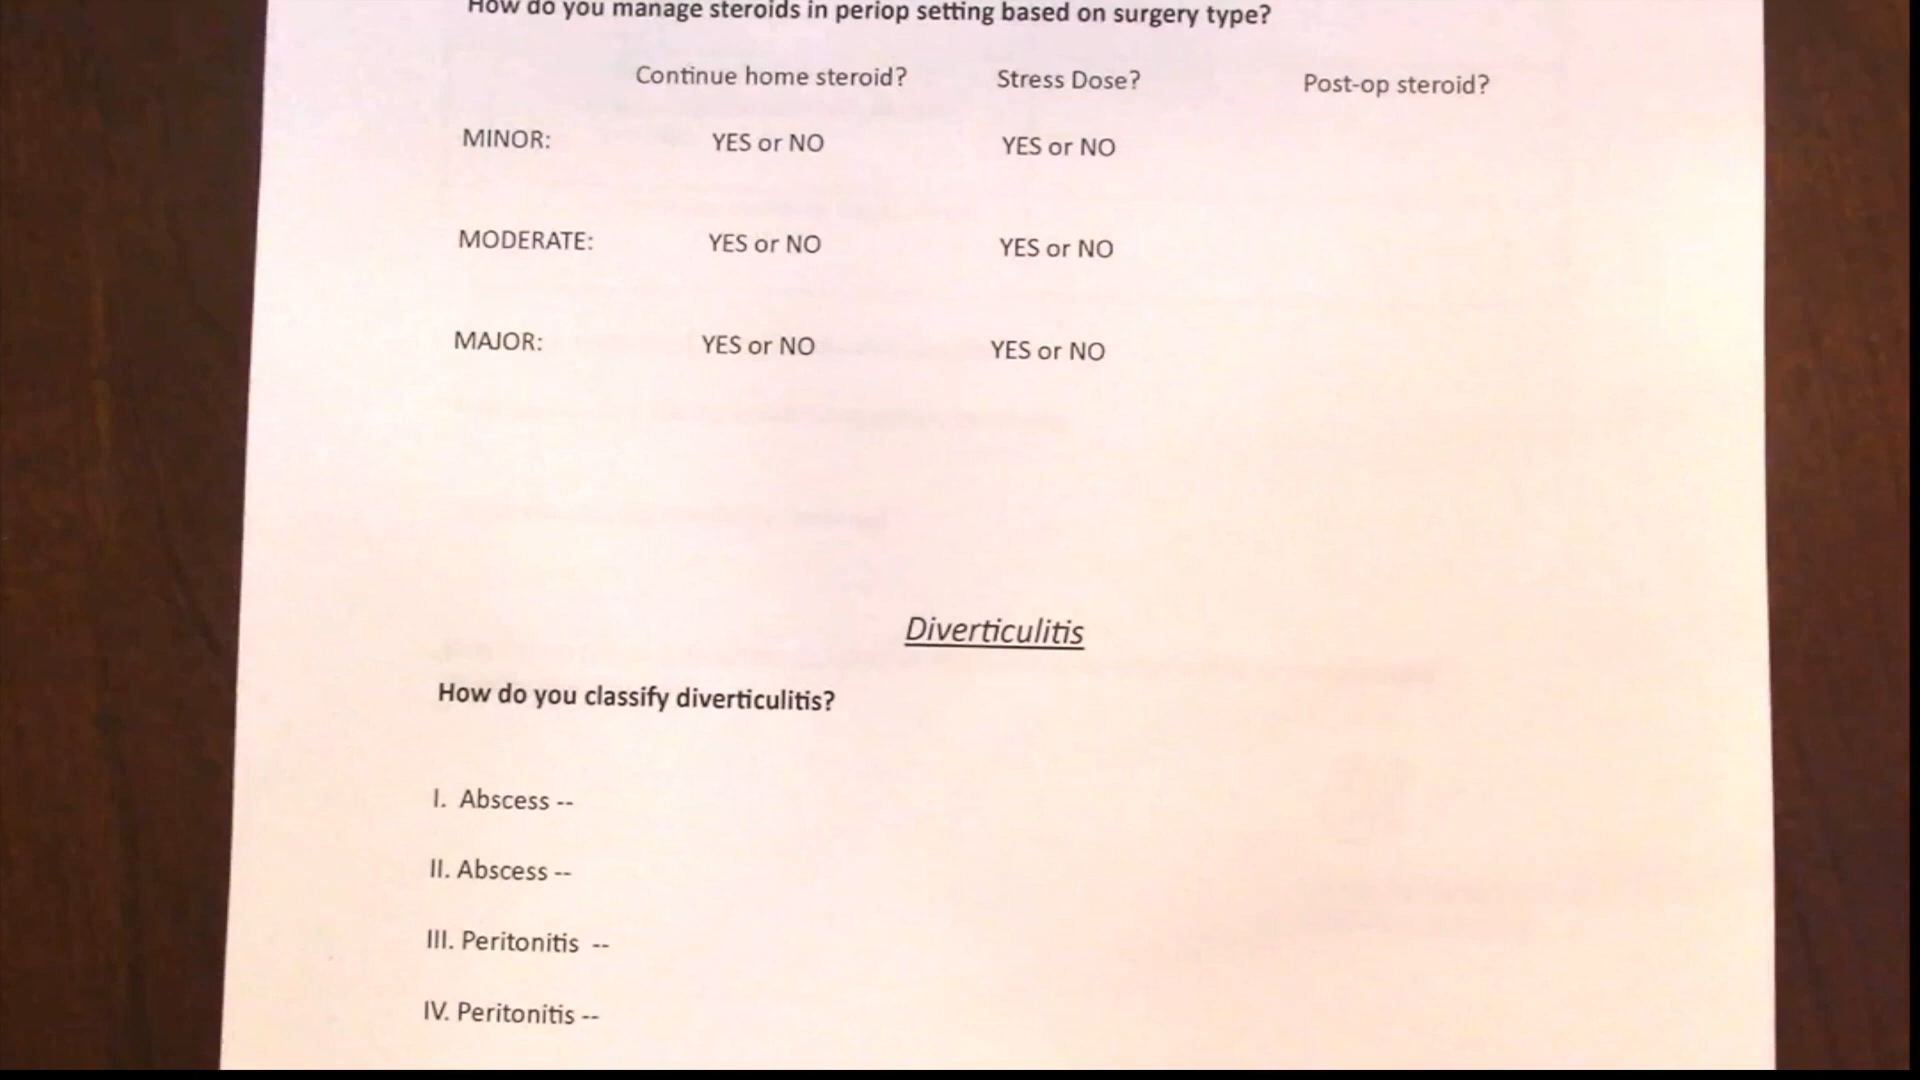 How do you manage steroids in periop setting based on surgery type?
Continue home steroid? Stress Dose? Post-op steroid?
MINOR: YES or NO YES or NO
MODERATE: YES or NO YES or NO
MAJOR: YES or NO YES or NO
Diverticulitis
How do you classify diverticulitis?
I. Abscess --
II. Abscess --
III. Peritonitis --
IV. Peritonitis --